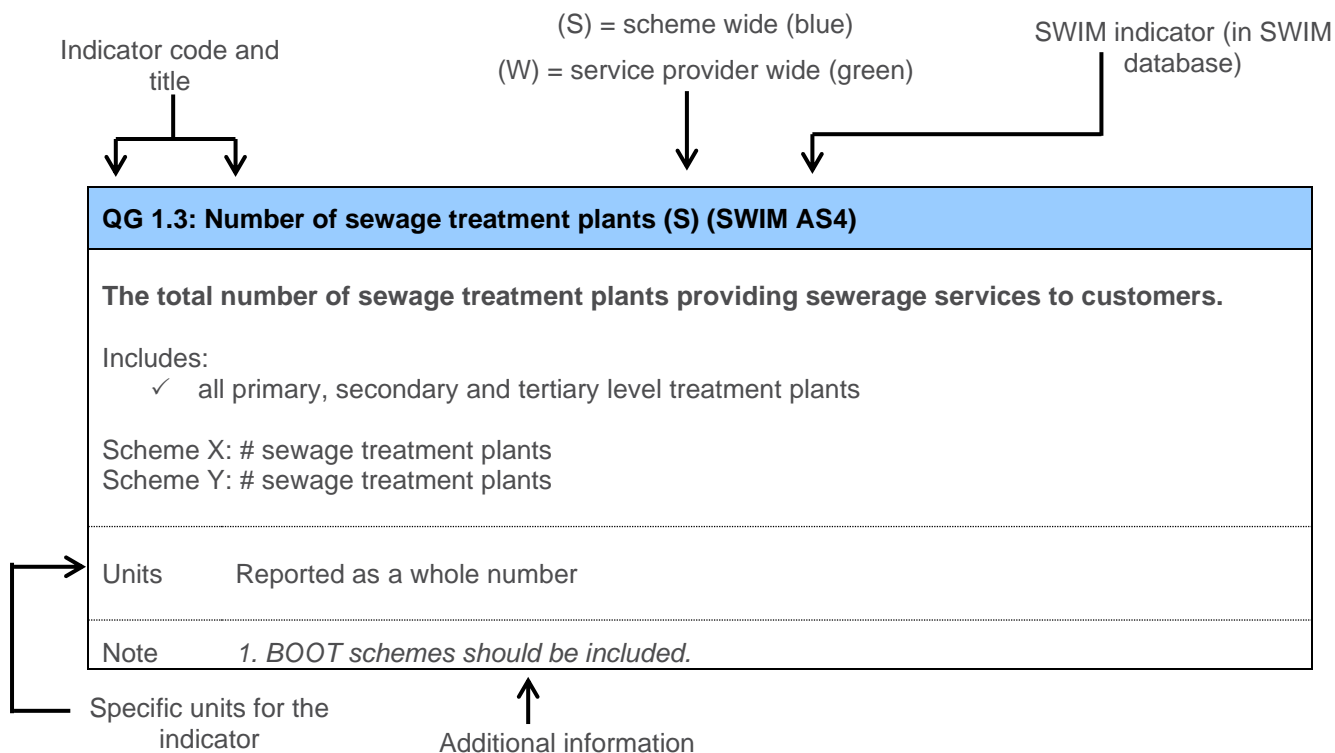 Indicator code and
title
(S) = scheme wide (blue)
(W) = service provider wide (green)
SWIM indicator (in SWIM
database)
QG 1.3: Number of sewage treatment plants (S) (SWIM AS4)
The total number of sewage treatment plants providing sewerage services to customers.
Includes:
✓ all primary, secondary and tertiary level treatment plants
Scheme X: # sewage treatment plants
Scheme Y: # sewage treatment plants
Units Reported as a whole number
Note 1. BOOT schemes should be included.
Specific units for the
indicator
Additional information